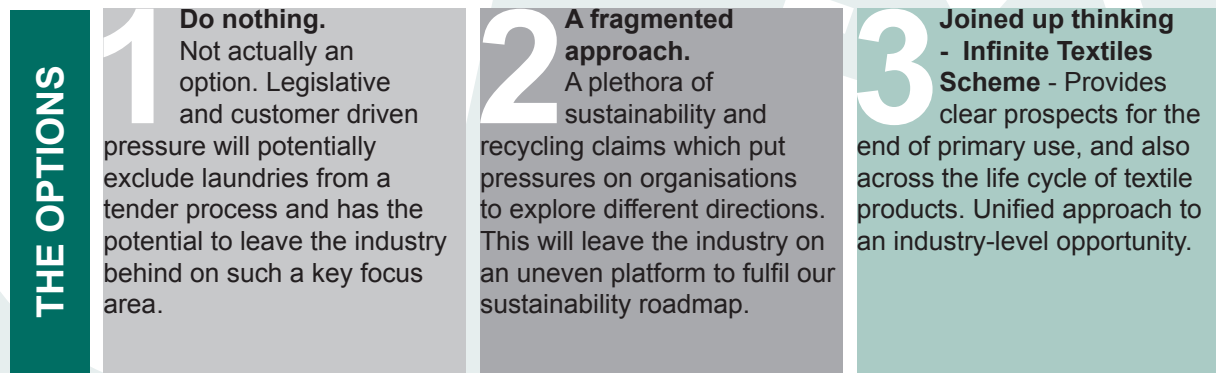 THE OPTIONS
1
Do nothing.
Not actually an
option. Legislative
and customer driven
pressure will potentially
exclude laundries from a
tender process and has the
potential to leave the industry
behind on such a key focus
area.
2
A fragmented
approach.
A plethora of
sustainability and
recycling claims which put
pressures on organisations
to explore different directions.
This will leave the industry on
an uneven platform to fulfil our
sustainability roadmap.
3
Joined up thinking
- Infinite Textiles
Scheme - Provides
clear prospects for the
end of primary use, and also
across the life cycle of textile
products. Unified approach to
an industry-level opportunity.